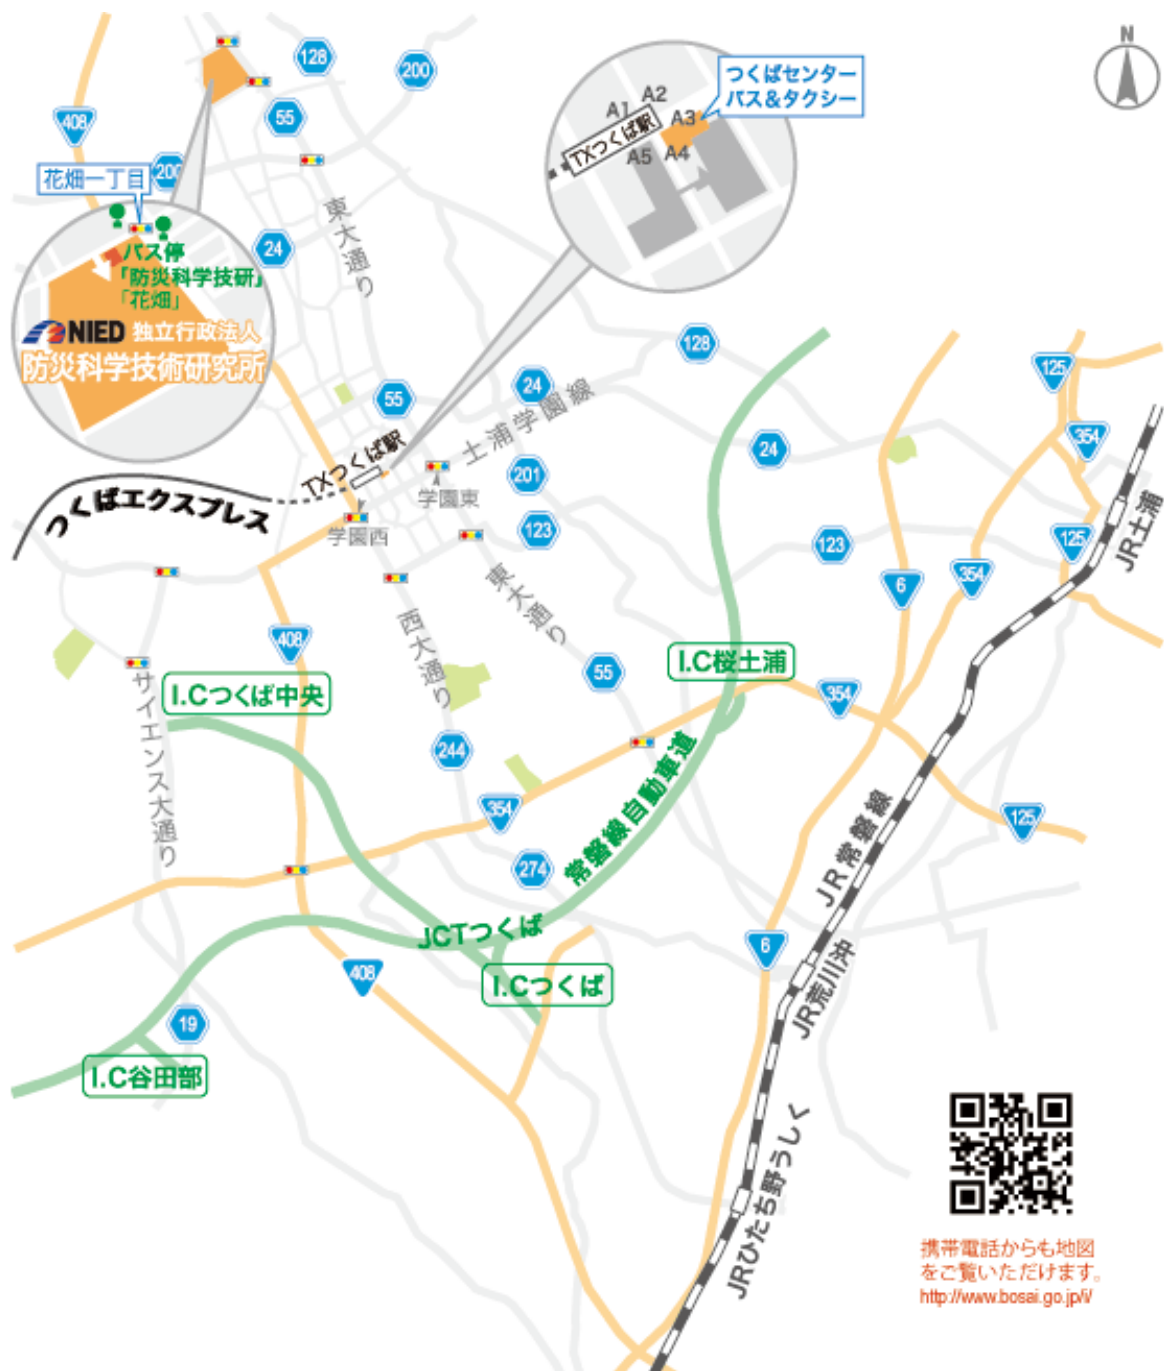 N
128
200
つくばセンター
バス&タクシー
A1
A2
A3
TXつくば駅
A5
A4
408
55
200
花畑一丁目
東大通り
24
バス停
「防災科学技研」
「花畑」
NIED 独立行政法人
防災科学技術研究所
128
125
24
55
土浦学園線
354
24
TXつくば駅
学園東
201
つくばエクスプレス
学園西
123
123
125
JR土浦
東大通り
6
354
西大通り
408
I.C桜土浦
55
I.Cつくば中央
354
サイエンス大通り
244
常磐線自動車道
354
125
JR常磐線
274
JCTつくば
6
408
I.Cつくば
JR荒川沖
19
I.C谷田部
JRひたち野うしく
携帯電話からも地図
をご覧いただけます。
http://www.bosai.go.jp/i/